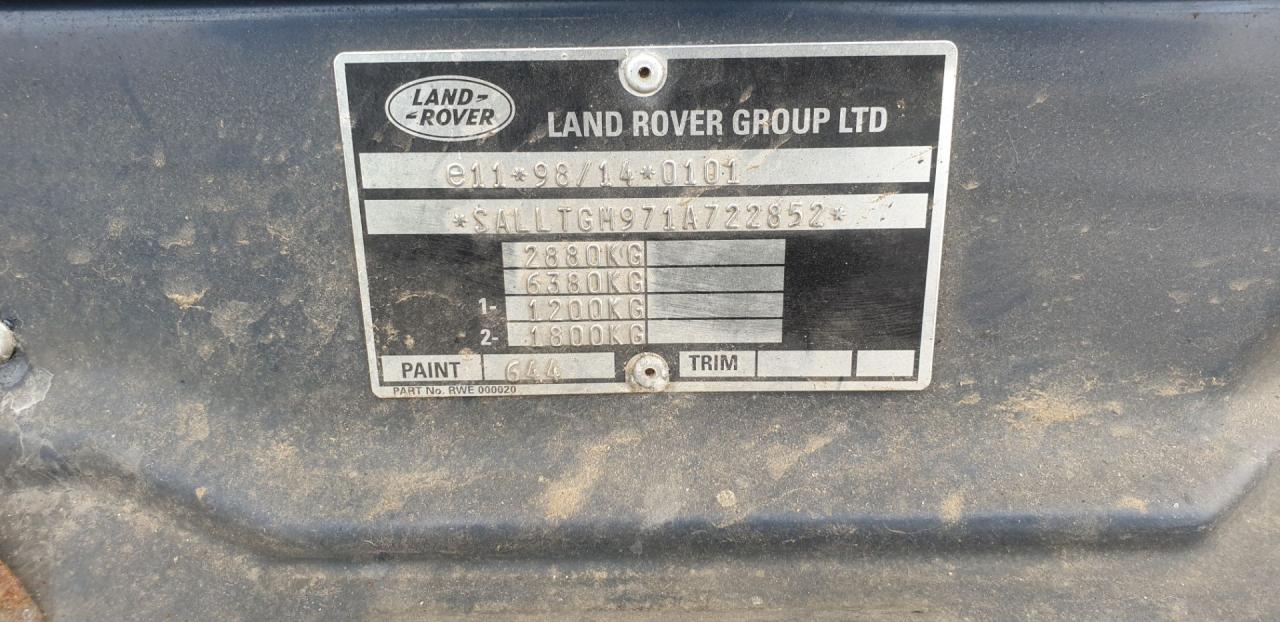 LAND-
-ROVER
LAND ROVER GROUP LTD
e11*98/14*0101
*SALLTGM971A722852*
2880KG
6380KG
1- 1200KG
2- 1800KG
PAINT 644 TRIM
PART No. RWE 000020